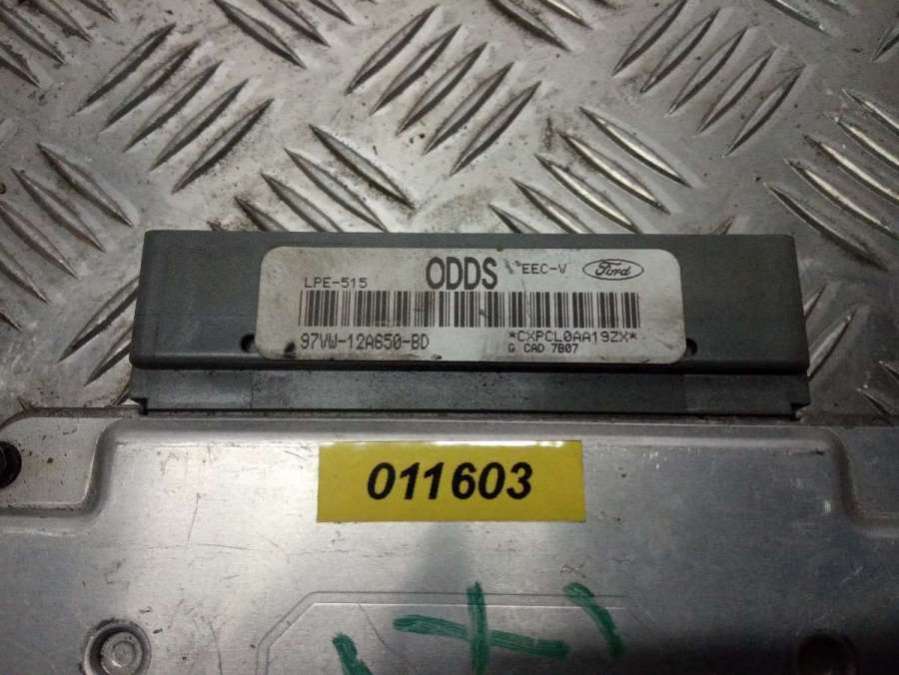 LPE-515 ODDS EEC-V Ford
97VW-12A650-BD *CXPCL0AA19ZX*
G CAD 7B07
011603